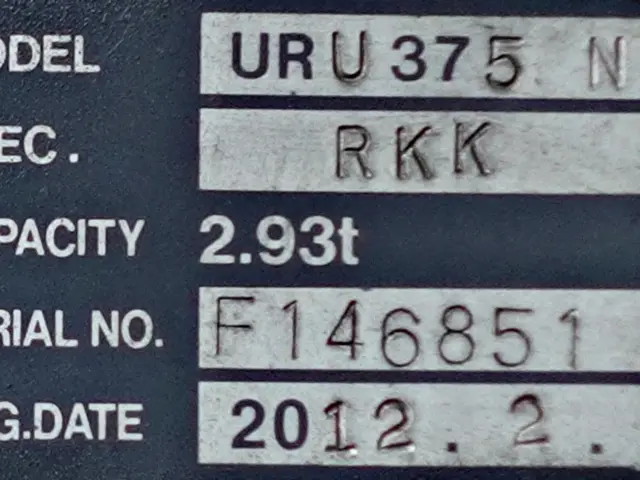 ODEL URU375 N
EC. RKK
PACITY 2.93t
RIAL NO. F146851
G.DATE 2012. 2.